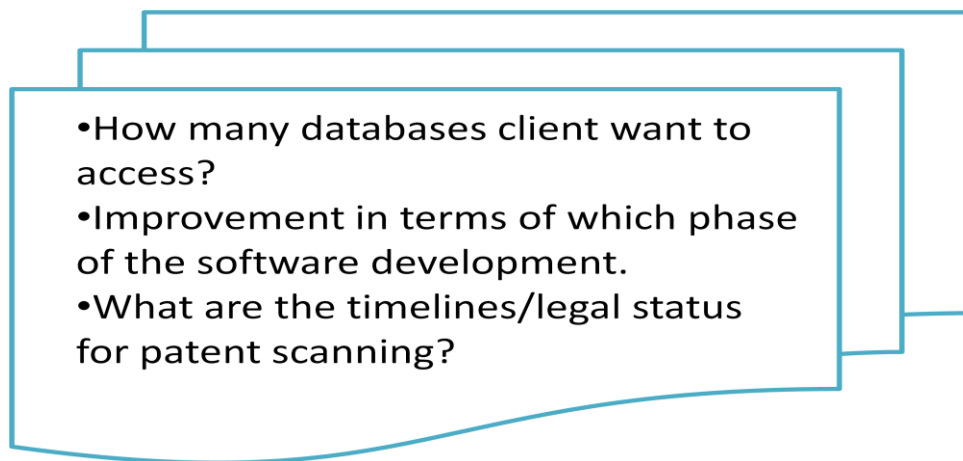 •How many databases client want to
access?
•Improvement in terms of which phase
of the software development.
•What are the timelines/legal status
for patent scanning?